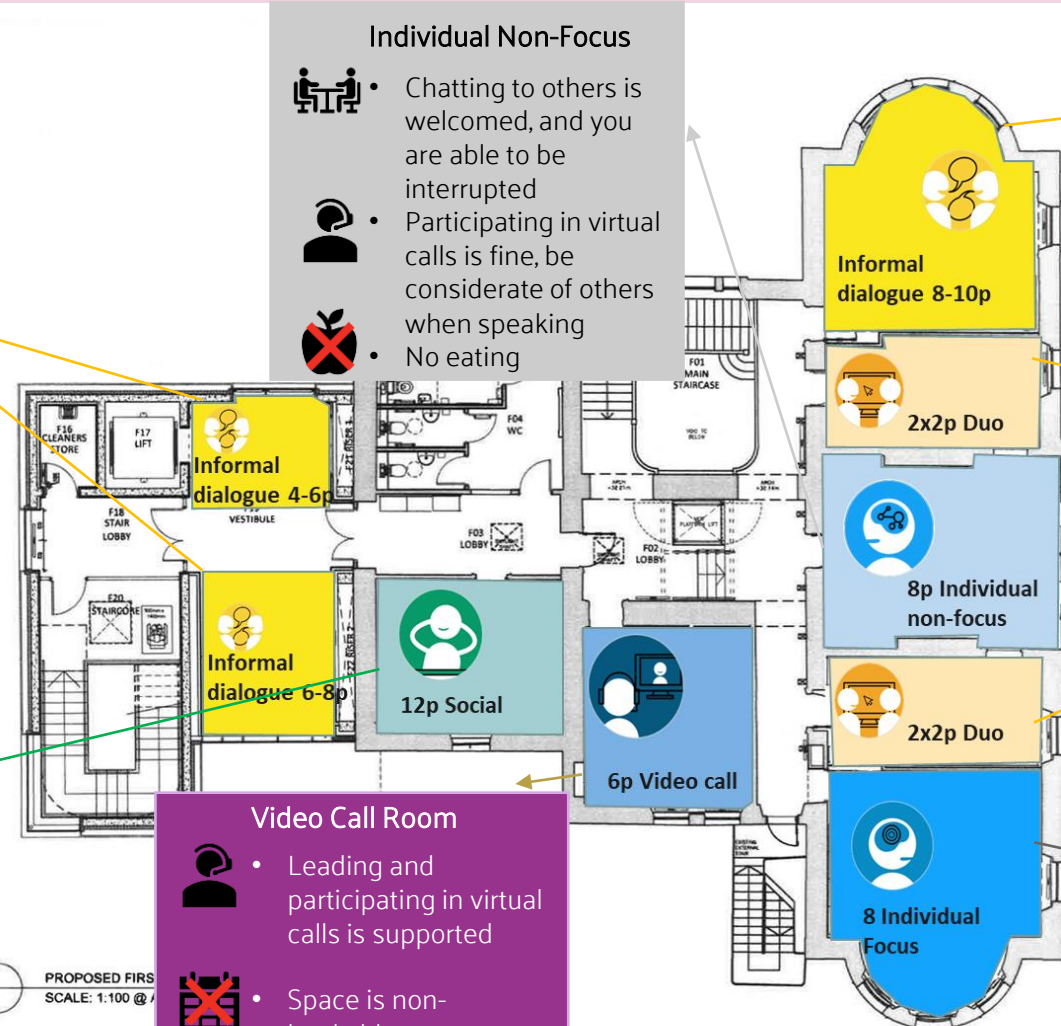 Individual Non-Focus
• Chatting to others is
welcomed, and you
are able to be
interrupted
• Participating in virtual
calls is fine, be
considerate of others
when speaking
• No eating
Informal
dialogue 8-10p
2x2p Duo
8p Individual
non-focus
2x2p Duo
8 Individual
Focus
F01
MAIN
STAIRCASE
F04
WC
F16
CLEANERS
STORE
F17
LIFT
Informal
dialogue 4-6p
VESTIBULE
F18
STAIR
LOBBY
F03
LOBBY
F02
LOBBY
F20
STAIRCORE
Informal
dialogue 6-8p
12p Social
6p Video call
EXISTING
EXTERNAL
STAIR
Video Call Room
• Leading and
participating in virtual
calls is supported
• Space is non-
PROPOSED FIRS
SCALE: 1:100 @ A